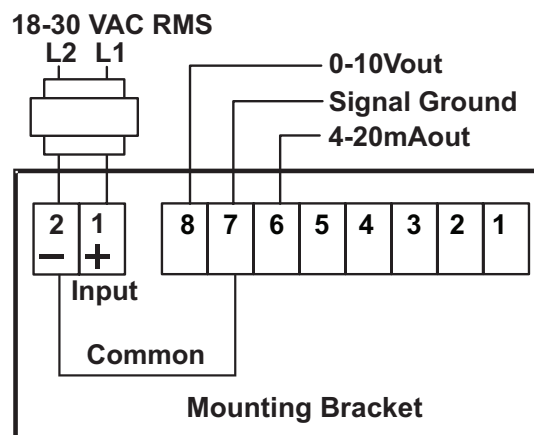 18-30 VAC RMS
L2 L1
0-10Vout
Signal Ground
4-20mAout
2 1 8 7 6 5 4 3 2 1
− +
Input
Common
Mounting Bracket